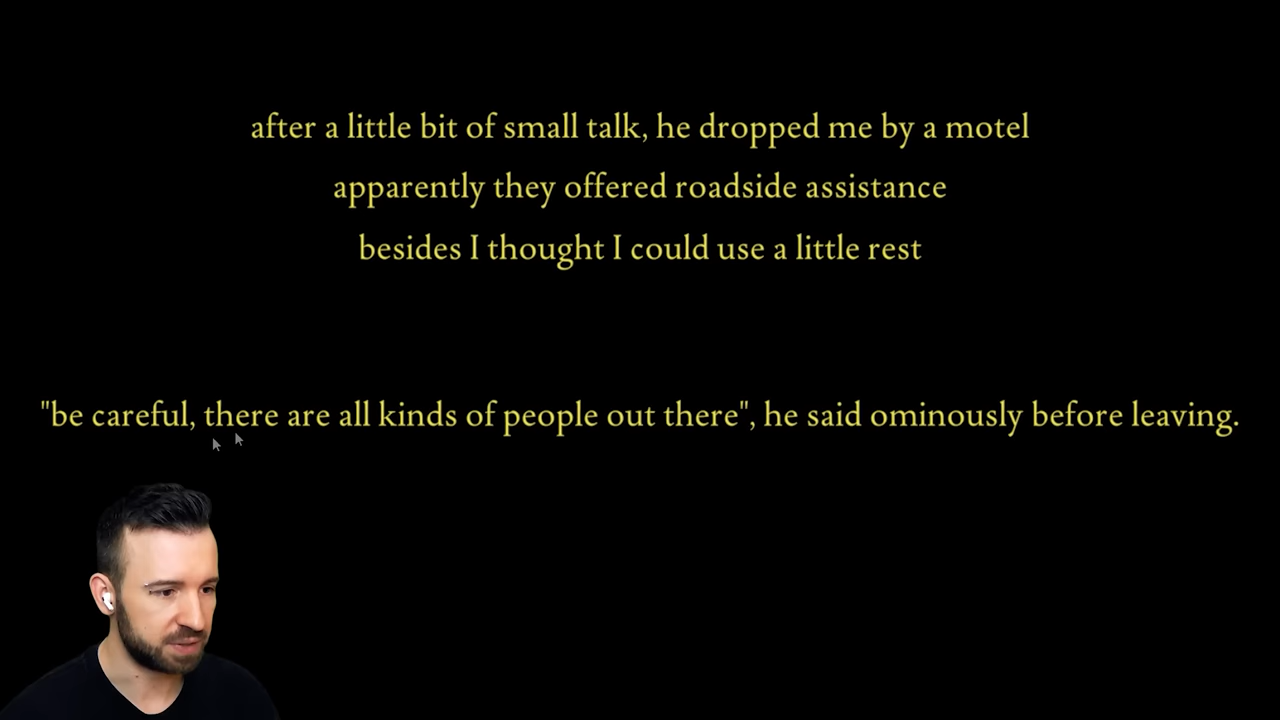 after a little bit of small talk, he dropped me by a motel
apparently they offered roadside assistance
besides I thought I could use a little rest
"be careful, there are all kinds of people out there", he said ominously before leaving.